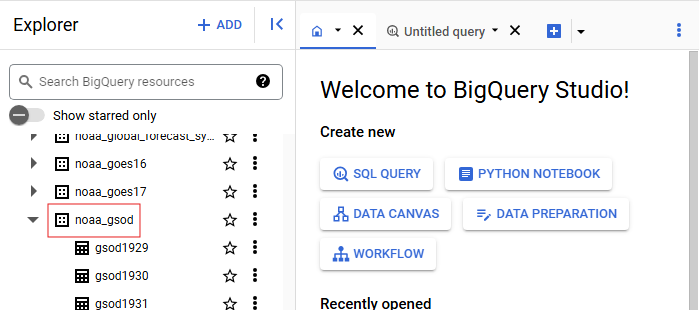 Explorer
+ ADD
Untitled query
Search BigQuery resources
Show starred only
noaa_global_forecast_sy...
noaa_goes16
noaa_goes17
noaa_gsod
gsod1929
gsod1930
gsod1931
Welcome to BigQuery Studio!
Create new
SQL QUERY
PYTHON NOTEBOOK
DATA CANVAS
DATA PREPARATION
WORKFLOW
Recently opened